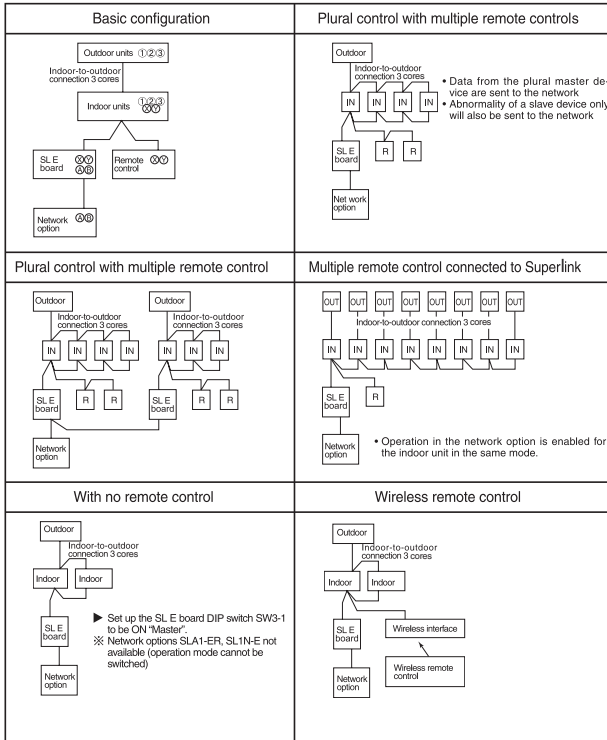 Basic configuration
Outdoor units ①②③
Indoor-to-outdoor
connection 3 cores
Indoor units ①②③
ⓍⓎ
SL E ⓍⓎ
board ⒶⒷ
Remote ⓍⓎ
control
Network ⒶⒷ
option
Plural control with multiple remote controls
Outdoor
Indoor-to-outdoor
connection 3 cores
IN IN IN IN
• Data from the plural master de-
vice are sent to the network
• Abnormality of a slave device only
will also be sent to the network
SL E
board
R R
Net work
option
Plural control with multiple remote control
Outdoor Outdoor
Indoor-to-outdoor
connection 3 cores
Indoor-to-outdoor
connection 3 cores
IN IN IN IN IN IN IN IN
SL E
board
R R
SL E
board
R R
Network
option
Multiple remote control connected to Superlink
OUT OUT OUT OUT OUT OUT OUT OUT
Indoor-to-outdoor connection 3 cores
IN IN IN IN IN IN IN IN
SL E
board
R
Network
option
• Operation in the network option is enabled for
the indoor unit in the same mode.
With no remote control
Outdoor
Indoor-to-outdoor
connection 3 cores
Indoor Indoor
SL E
board
▶ Set up the SL E board DIP switch SW3-1
to be ON "Master".
※ Network options SLA1-ER, SL1N-E not
available (operation mode cannot be
switched)
Network
option
Wireless remote control
Outdoor
Indoor-to-outdoor
connection 3 cores
Indoor Indoor
SL E
board
Wireless interface
Network
option
Wireless remote
control